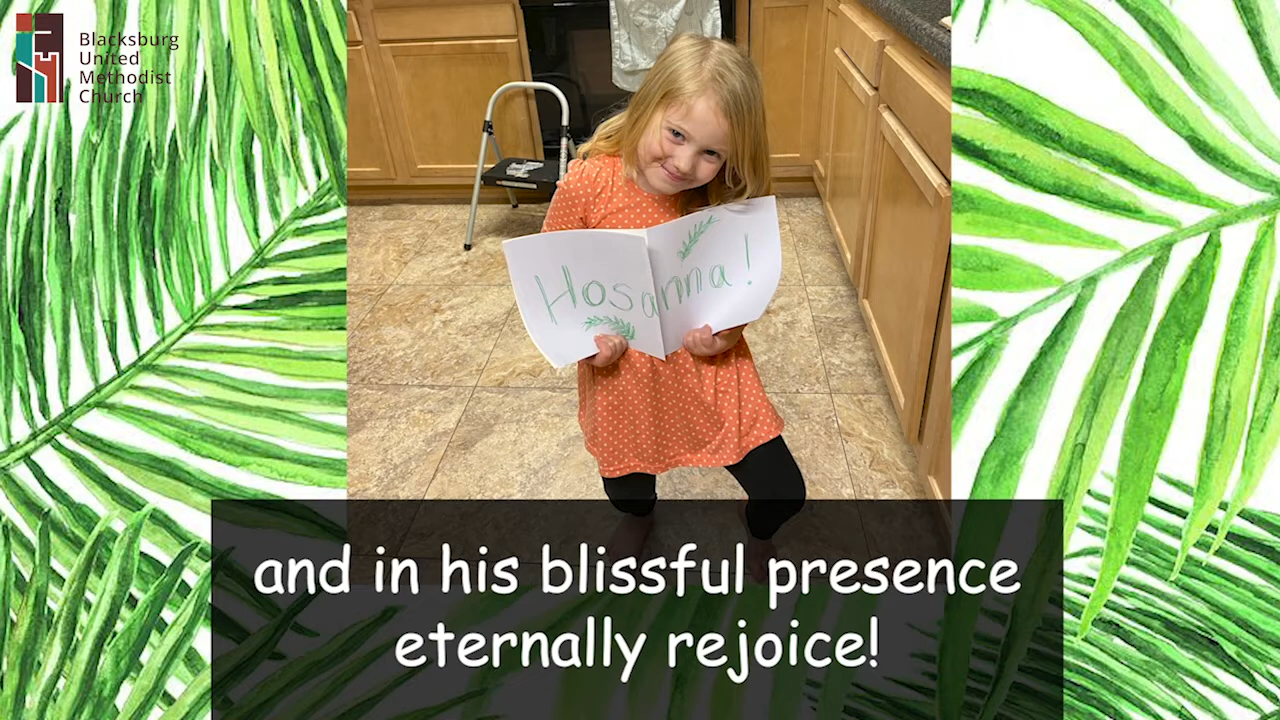 Blacksburg
United
Methodist
Church
Hosanna!
and in his blissful presence
eternally rejoice!